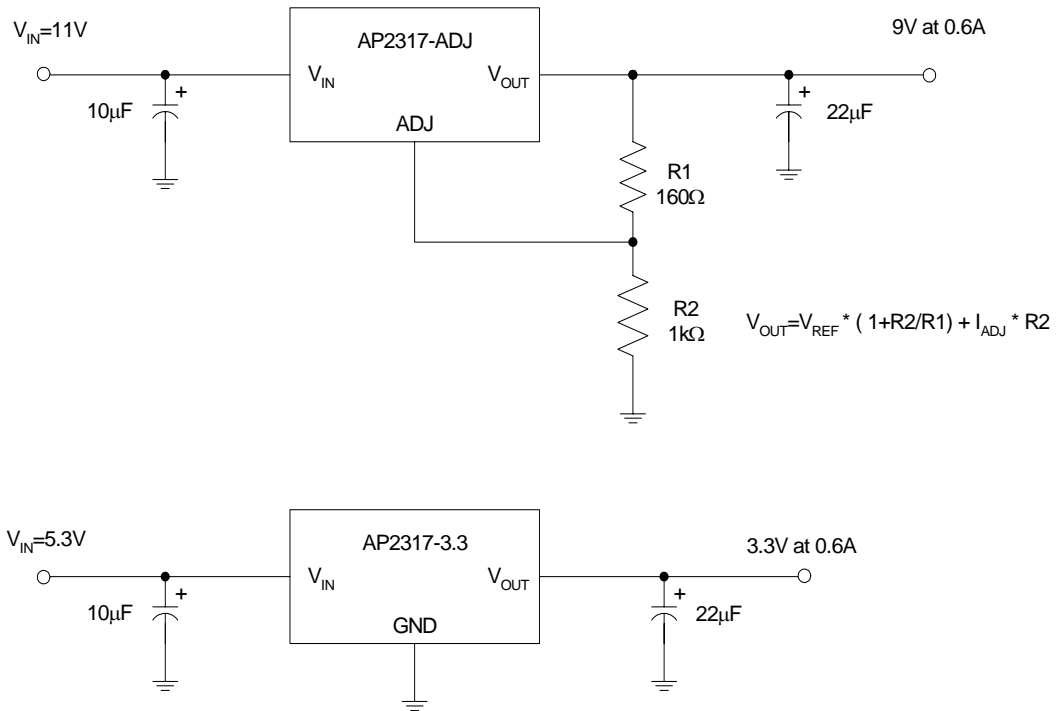 V_IN=11V
AP2317-ADJ
9V at 0.6A
V_IN
V_OUT
+
10μF
ADJ
+
22μF
R1
160Ω
R2
1kΩ
V_OUT=V_REF * ( 1+R2/R1) + I_ADJ * R2
V_IN=5.3V
AP2317-3.3
3.3V at 0.6A
V_IN
V_OUT
+
10μF
GND
+
22μF